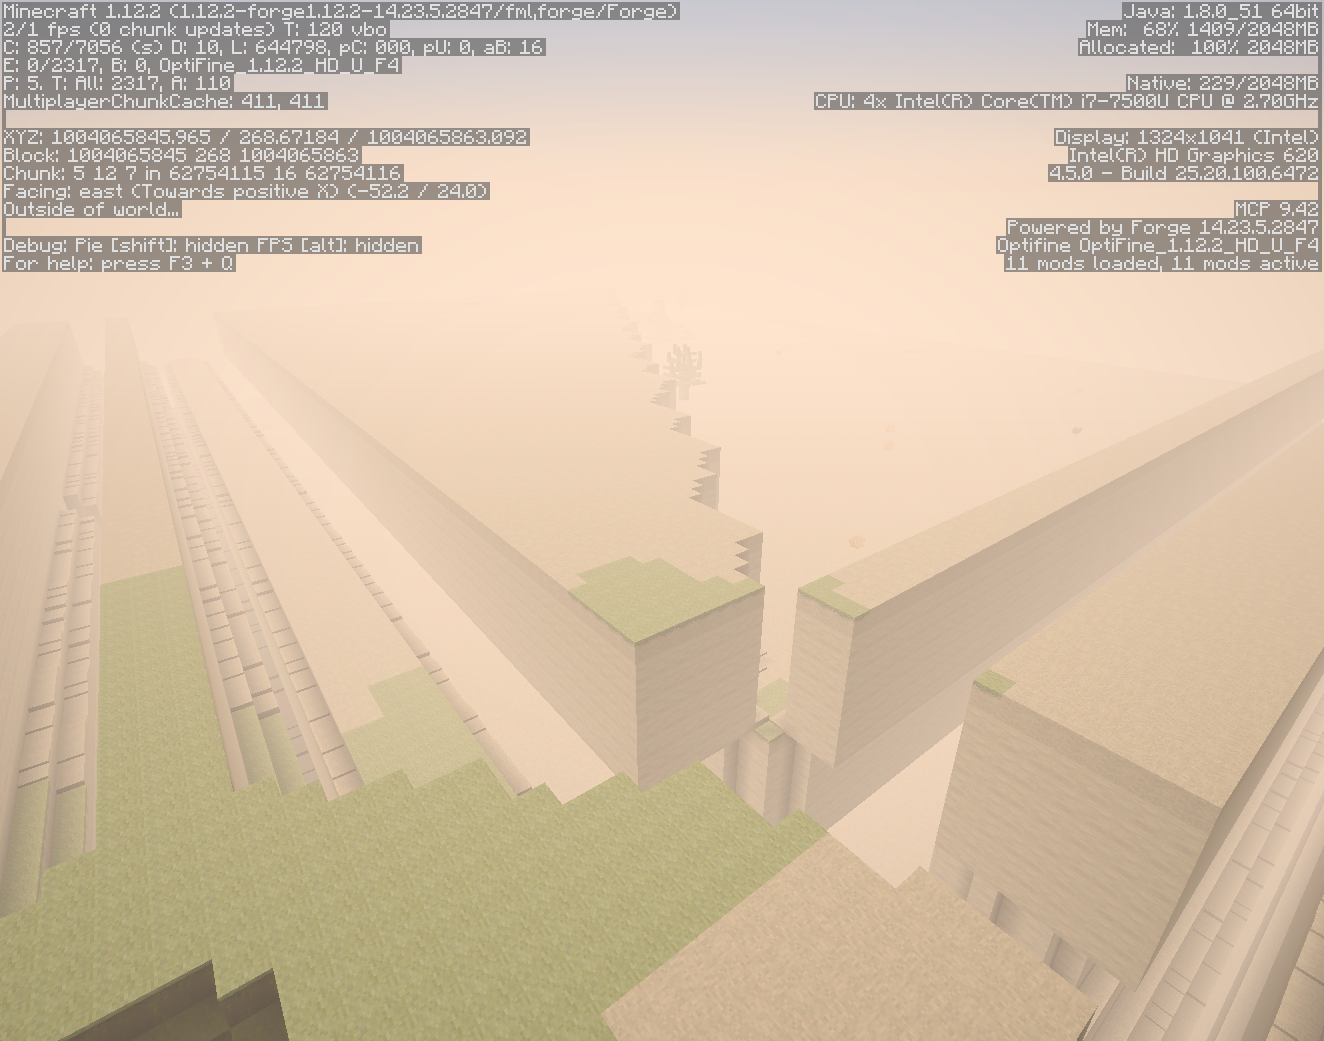 Minecraft 1.12.2 (1.12.2-forge1.12.2-14.23.5.2847/fml,forge/Forge)
2/1 fps (0 chunk updates) T: 120 vbo
C: 857/7056 (s) D: 10, L: 644798, pC: 000, pU: 0, aB: 16
E: 0/2317, B: 0, OptiFine_1.12.2_HD_U_F4
P: 5. T: All: 2317, A: 110
MultiplayerChunkCache: 411, 411
XYZ: 1004065845.965 / 268.67184 / 1004065863.092
Block: 1004065845 268 1004065863
Chunk: 5 12 7 in 62754115 16 62754116
Facing: east (Towards positive X) (-52.2 / 24.0)
Outside of world...
Debug: Pie [shift]: hidden FPS [alt]: hidden
For help: press F3 + Q
Java: 1.8.0_51 64bit
Mem: 68% 1409/2048MB
Allocated: 100% 2048MB
Native: 229/2048MB
CPU: 4x Intel(R) Core(TM) i7-7500U CPU @ 2.70GHz
Display: 1324x1041 (Intel)
Intel(R) HD Graphics 620
4.5.0 - Build 25.20.100.6472
MCP 9.42
Powered by Forge 14.23.5.2847
Optifine OptiFine_1.12.2_HD_U_F4
11 mods loaded, 11 mods active